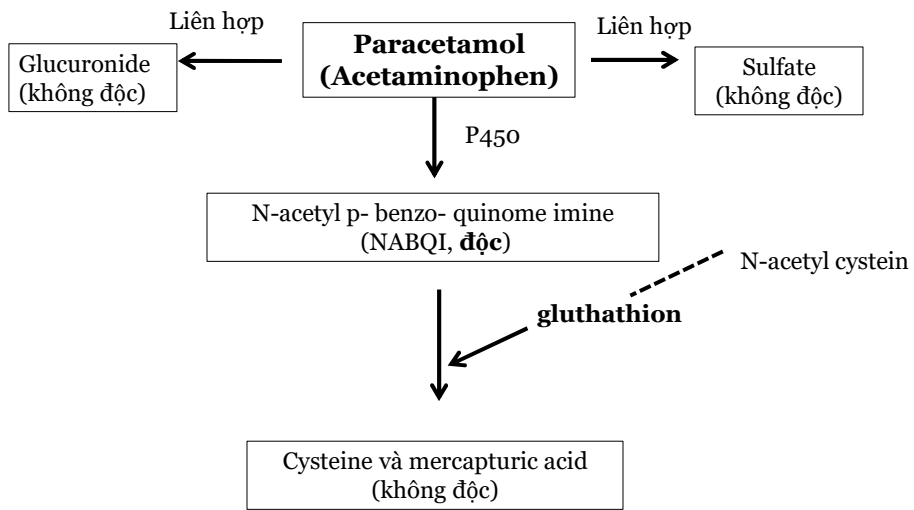 Liên hợp
Paracetamol
(Acetaminophen)
Liên hợp
Glucuronide
(không độc)
Sulfate
(không độc)
P450
N-acetyl p- benzo- quinome imine
(NABQI, độc)
N-acetyl cystein
gluthathion
Cysteine và mercapturic acid
(không độc)